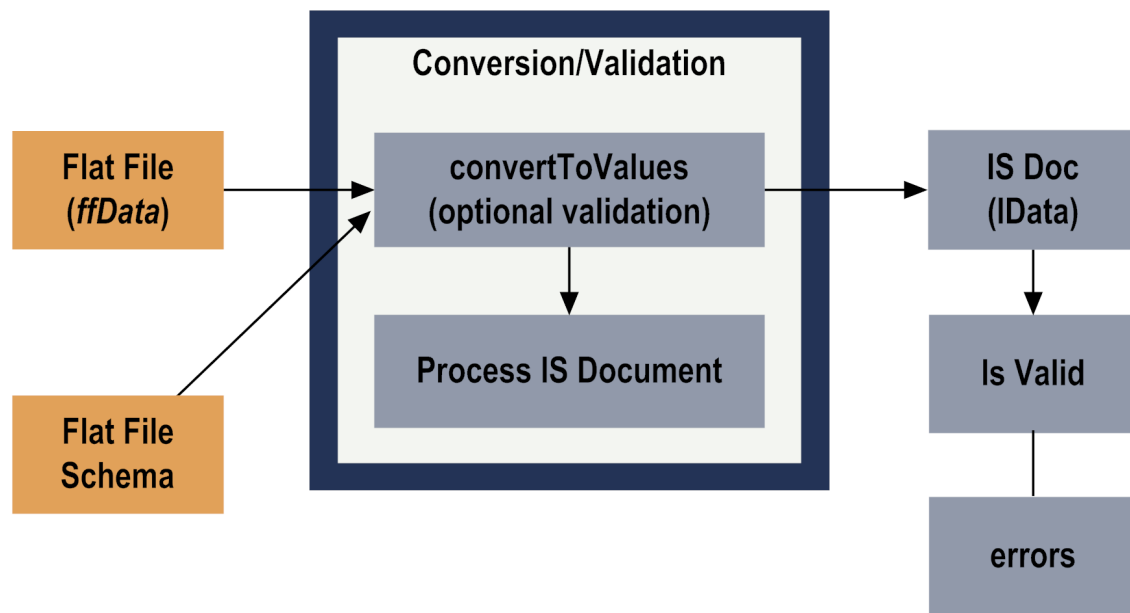 Conversion/Validation
Flat File
(ffData)
convertToValues
(optional validation)
IS Doc
(IData)
Process IS Document
Is Valid
Flat File
Schema
errors